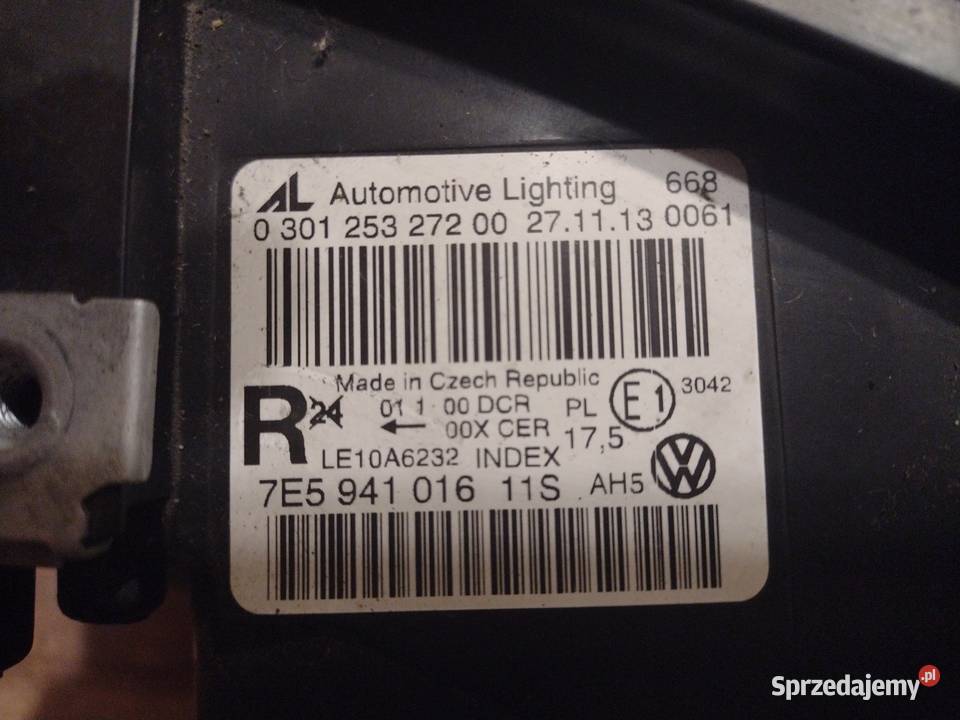 AL Automotive Lighting 668
0 301 253 272 00 27.11.13 0061
Made in Czech Republic
R 24 01 1 00 DCR PL E1 3042
← 00X CER 17,5
LE10A6232 INDEX
7E5 941 016 11S AH5 VW
Sprzedajemy.pl